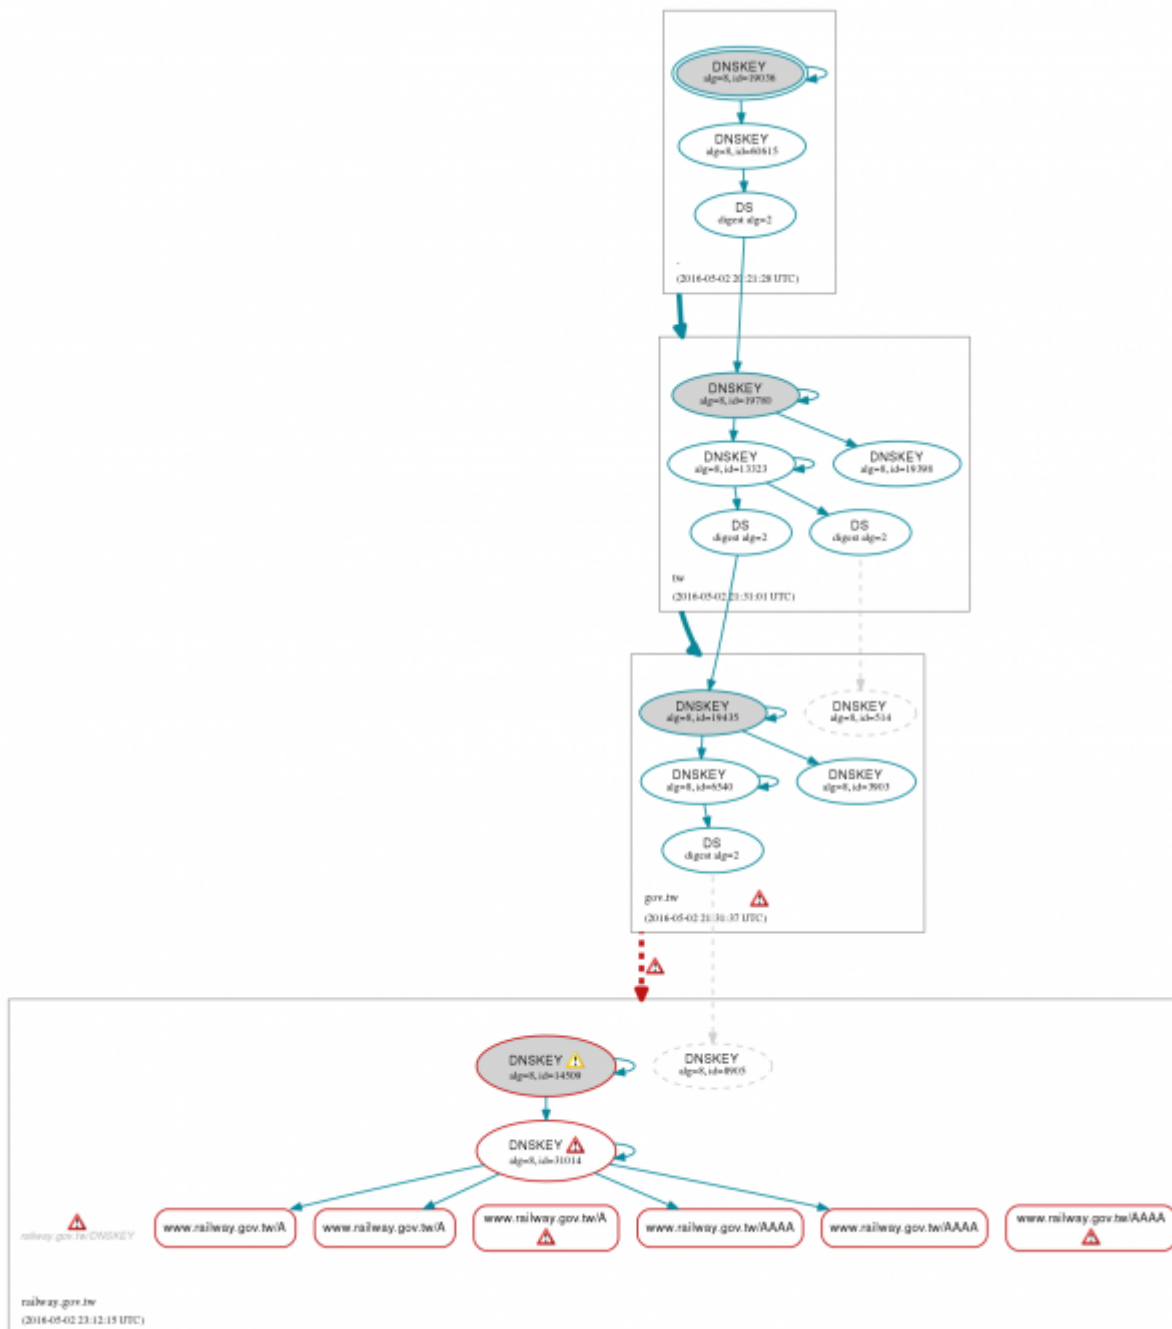 DNSKEY
alg=8, id=19036
DNSKEY
alg=8, id=60615
DS
digest alg=2
.
(2016-05-02 20:21:28 UTC)
DNSKEY
alg=8, id=19780
DNSKEY
alg=8, id=13323
DNSKEY
alg=8, id=19398
DS
digest alg=2
DS
digest alg=2
tw
(2016-05-02 21:31:01 UTC)
DNSKEY
alg=8, id=19435
DNSKEY
alg=8, id=514
DNSKEY
alg=8, id=6540
DNSKEY
alg=8, id=3903
DS
digest alg=2
gov.tw
(2016-05-02 21:31:37 UTC)
DNSKEY
alg=8, id=14509
DNSKEY
alg=8, id=8905
DNSKEY
alg=8, id=31014
railway.gov.tw/DNSKEY
www.railway.gov.tw/A
www.railway.gov.tw/A
www.railway.gov.tw/A
www.railway.gov.tw/AAAA
www.railway.gov.tw/AAAA
www.railway.gov.tw/AAAA
railway.gov.tw
(2016-05-02 23:12:15 UTC)